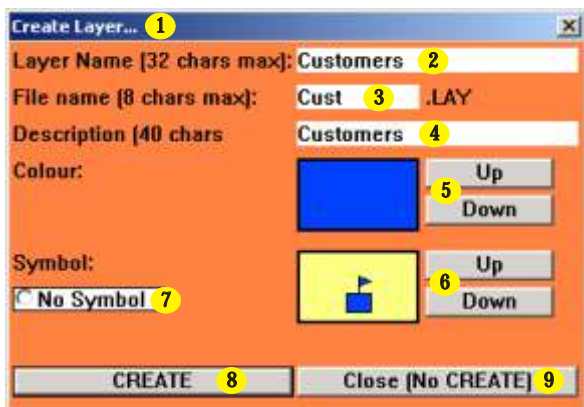 Create Layer... 1
Layer Name (32 chars max): Customers 2
File name (8 chars max): Cust 3 .LAY
Description (40 chars Customers 4
Colour: Up
5
Down
Symbol: Up
6
No Symbol 7 Down
CREATE 8 Close (No CREATE) 9